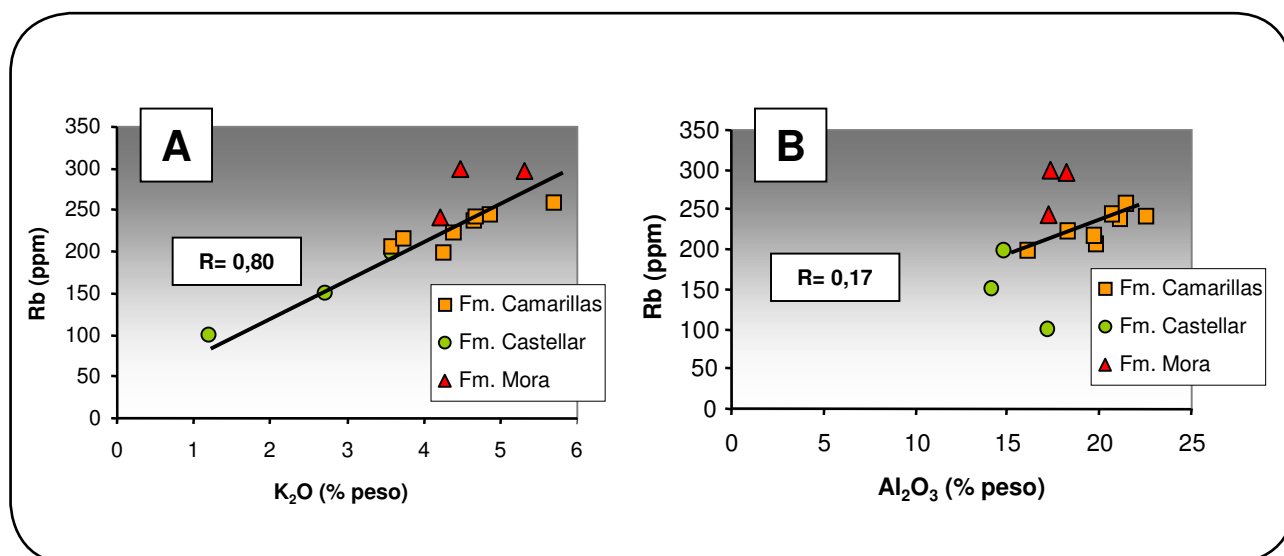 A
350
300
250
200
150
100
50
0
Rb (ppm)
R= 0,80
Fm. Camarillas
Fm. Castellar
Fm. Mora
0 1 2 3 4 5 6
K₂O (% peso)
B
350
300
250
200
150
100
50
0
Rb (ppm)
R= 0,17
Fm. Camarillas
Fm. Castellar
Fm. Mora
0 5 10 15 20 25
Al₂O₃ (% peso)